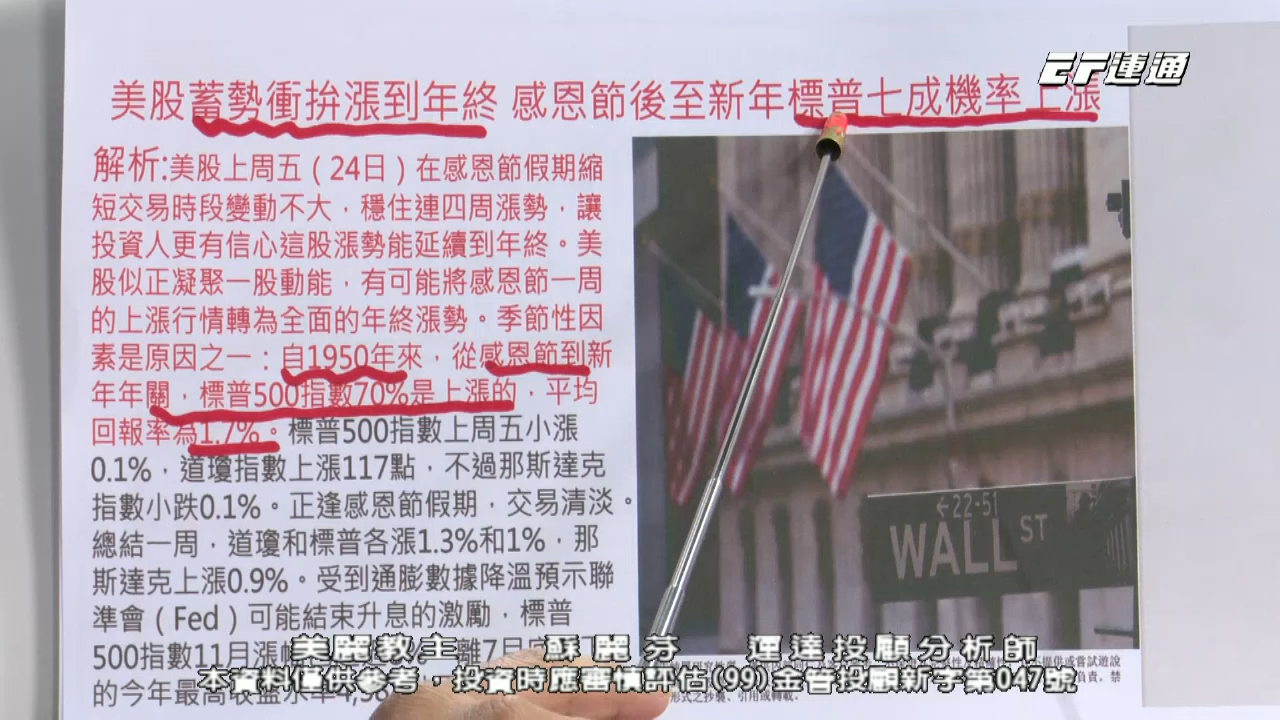 EF運通
美股蓄勢衝拚漲到年終 感恩節後至新年標普七成機率上漲
解析:美股上周五(24日)在感恩節假期縮
短交易時段變動不大，穩住連四周漲勢，讓
投資人更有信心這股漲勢能延續到年終。美
股似正凝聚一股動能，有可能將感恩節一周
的上漲行情轉為全面的年終漲勢。季節性因
素是原因之一：自1950年來，從感恩節到新
年年關，標普500指數70%是上漲的，平均
回報率為1.7%。標普500指數上周五小漲
0.1%，道瓊指數上漲117點，不過那斯達克
指數小跌0.1%。正逢感恩節假期，交易清淡。
總結一周，道瓊和標普各漲1.3%和1%，那
斯達克上漲0.9%。受到通膨數據降溫預示聯
準會(Fed)可能結束升息的激勵，標普
500指數11月漲
的今年最高收盤水準4,58
←22-51
WALL ST
美麗教主 蘇麗芬 運達投顧分析師
本資料僅供參考，投資時應審慎評估(99)金管投顧新字第047號